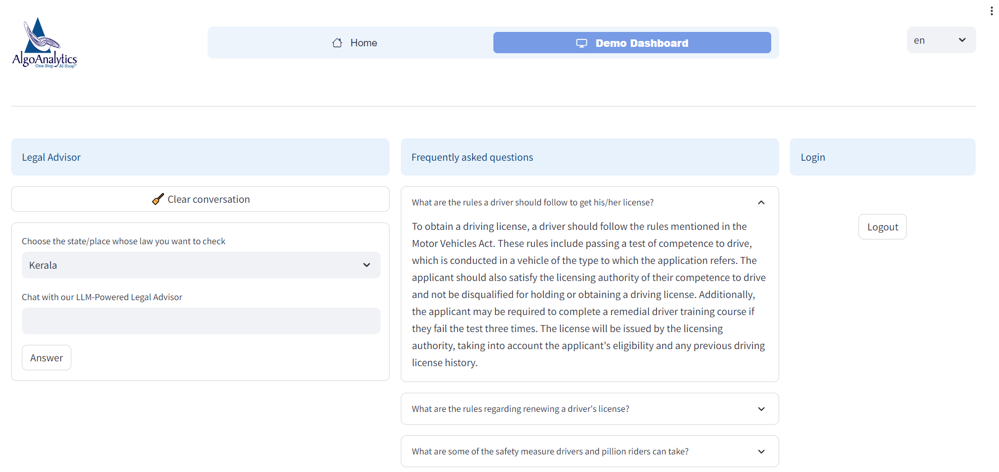 AlgoAnalytics
One Stop AI Shop™
Home
Demo Dashboard
en
Legal Advisor
Clear conversation
Choose the state/place whose law you want to check
Kerala
Chat with our LLM-Powered Legal Advisor
Answer
Frequently asked questions
What are the rules a driver should follow to get his/her license?
To obtain a driving license, a driver should follow the rules mentioned in the
Motor Vehicles Act. These rules include passing a test of competence to drive,
which is conducted in a vehicle of the type to which the application refers. The
applicant should also satisfy the licensing authority of their competence to drive
and not be disqualified for holding or obtaining a driving license. Additionally,
the applicant may be required to complete a remedial driver training course if
they fail the test three times. The license will be issued by the licensing
authority, taking into account the applicant's eligibility and any previous driving
license history.
What are the rules regarding renewing a driver's license?
What are some of the safety measure drivers and pillion riders can take?
Login
Logout